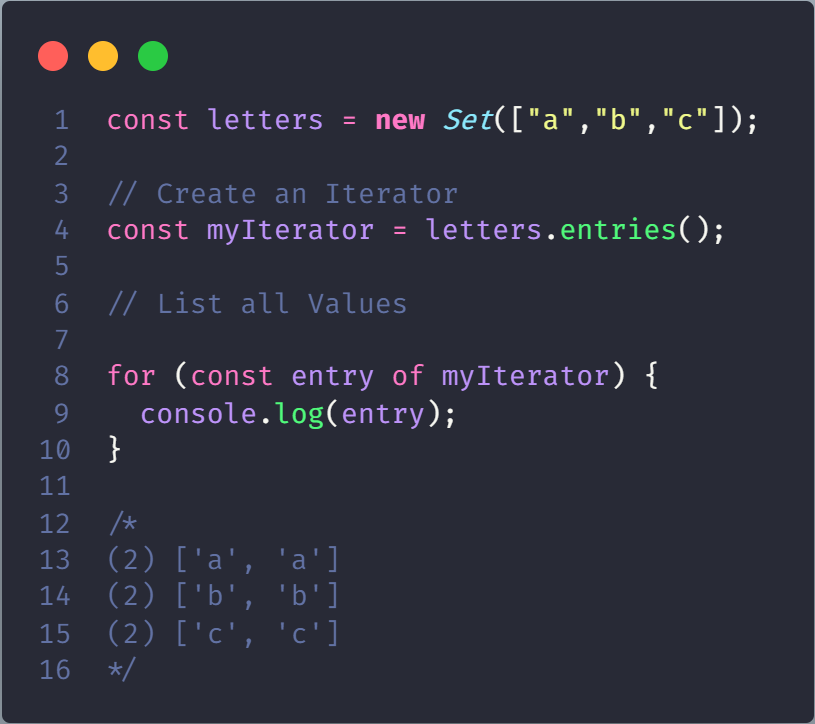 1 const letters = new Set(["a","b","c"]);
2
3 // Create an Iterator
4 const myIterator = letters.entries();
5
6 // List all Values
7
8 for (const entry of myIterator) {
9   console.log(entry);
10 }
11
12 /*
13 (2) ['a', 'a']
14 (2) ['b', 'b']
15 (2) ['c', 'c']
16 */